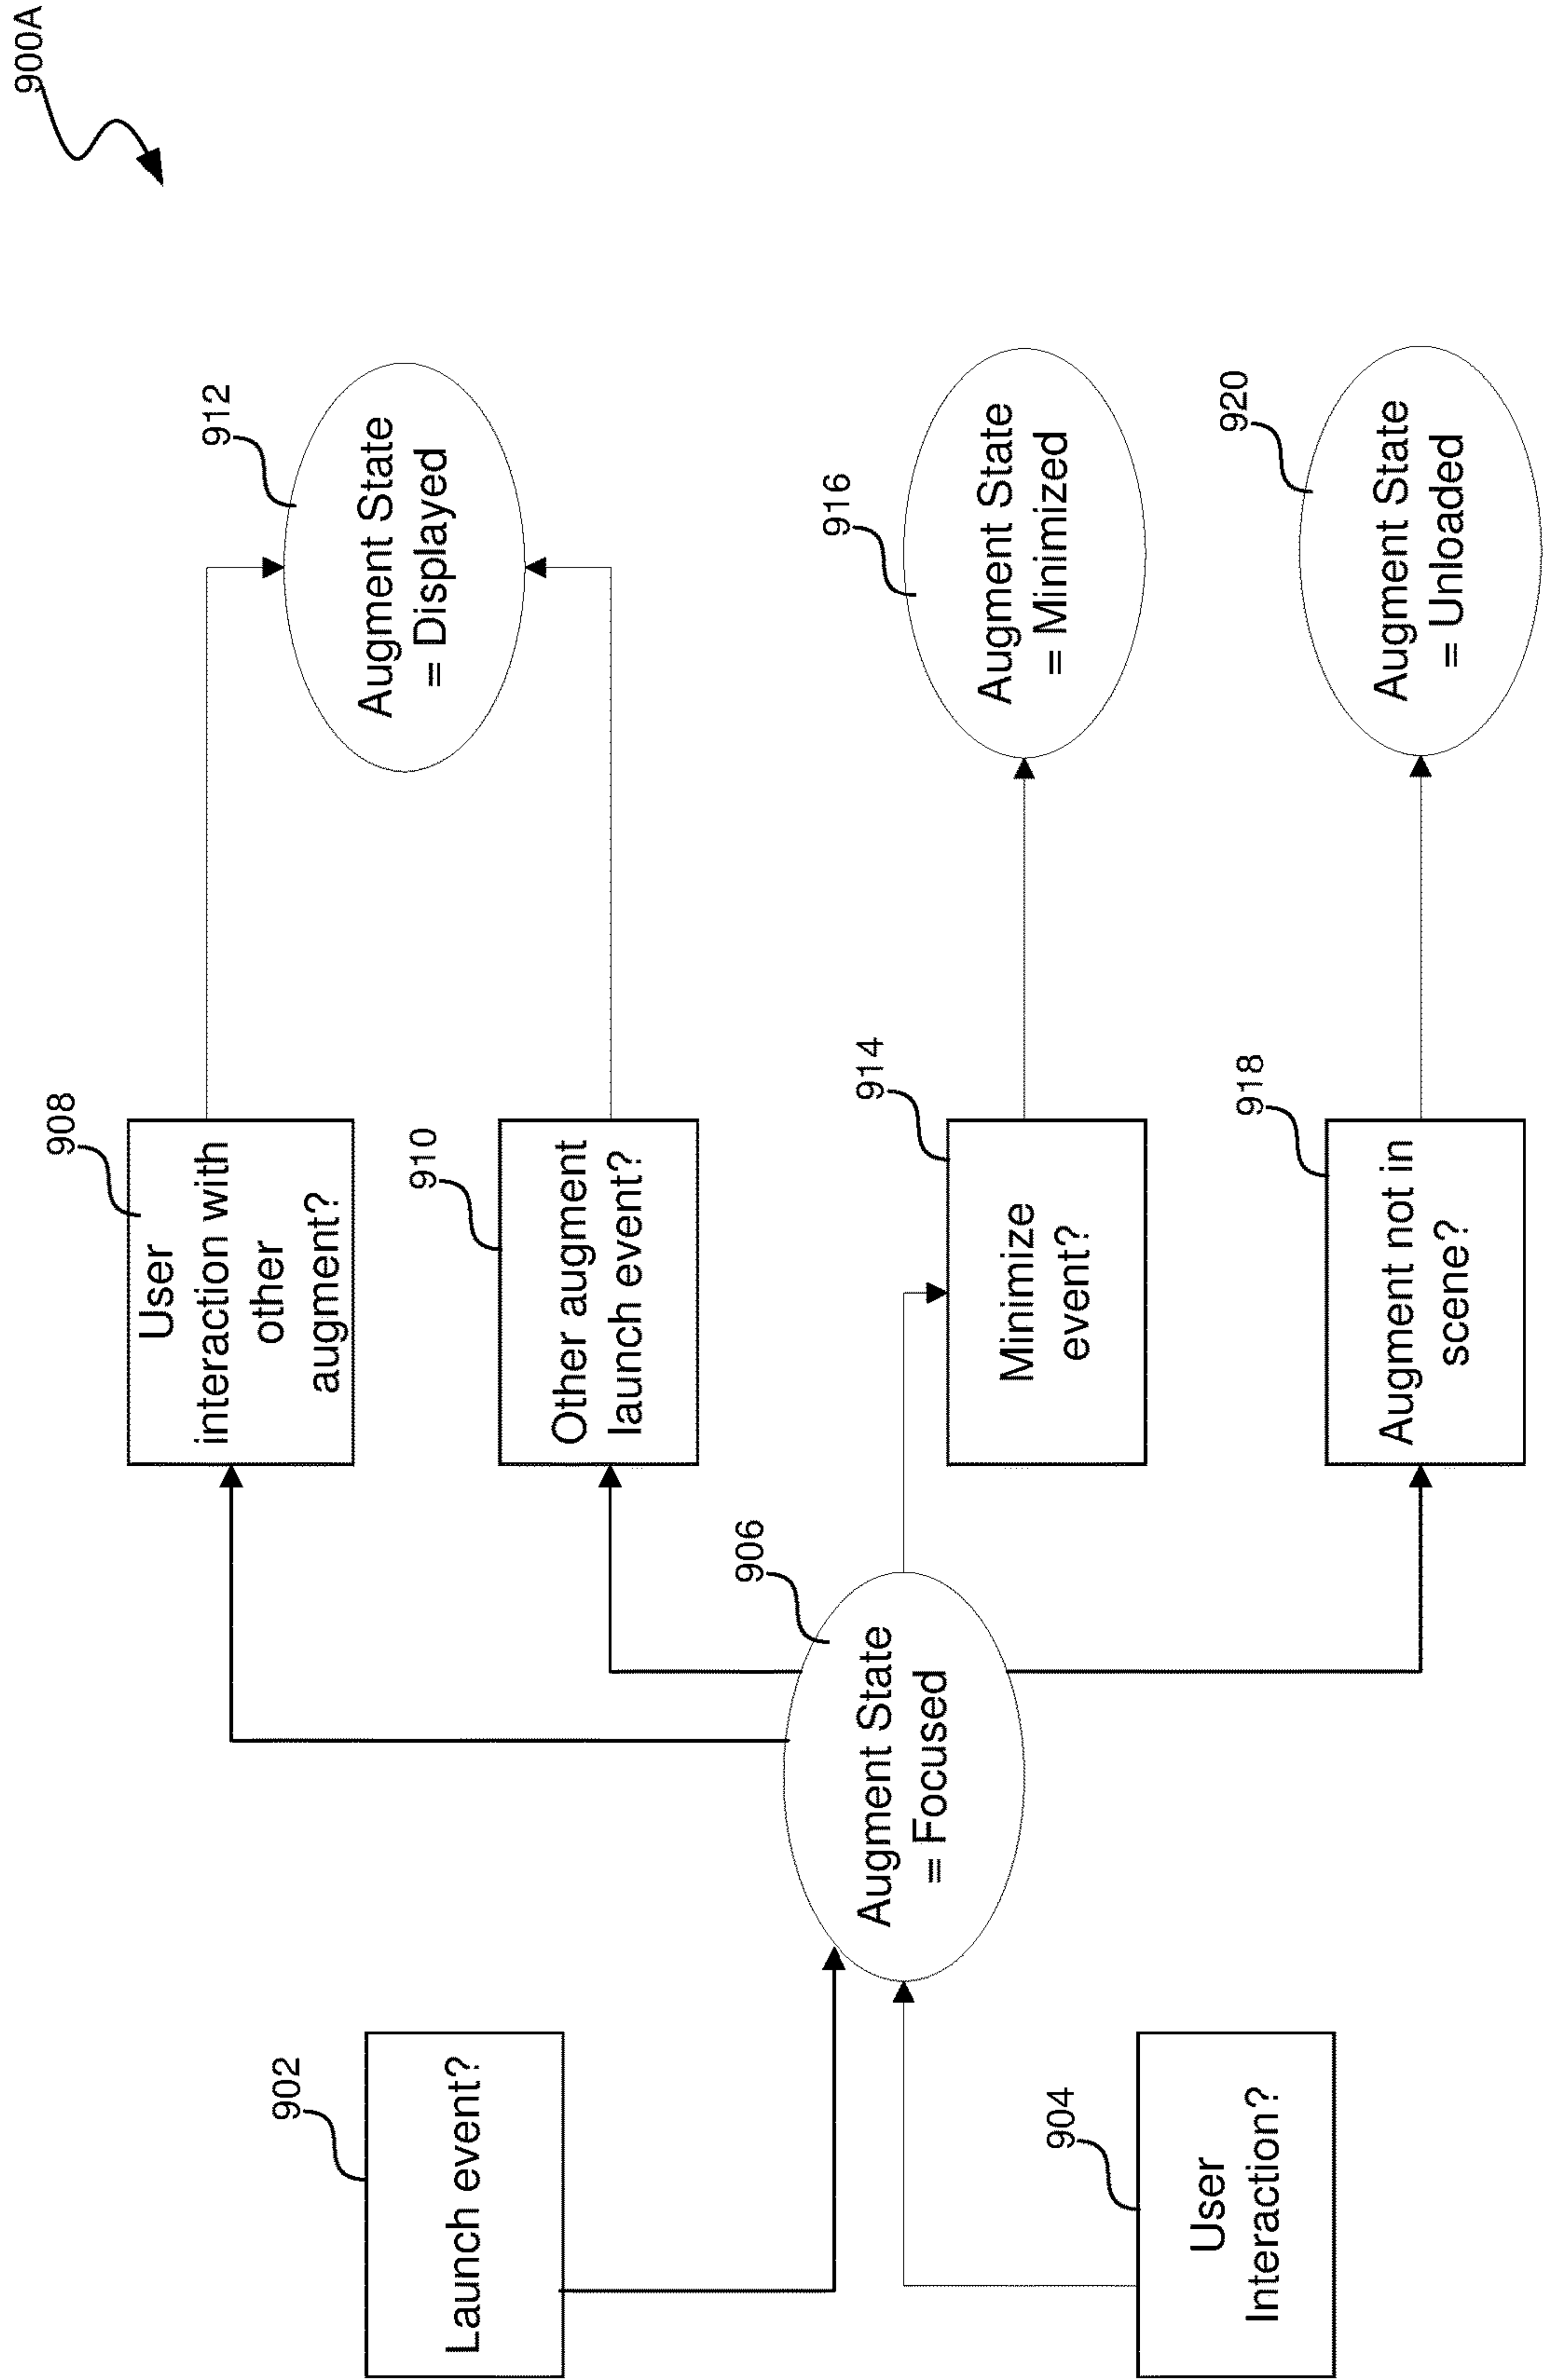 900A
902
Launch event?
904
User
Interaction?
906
Augment State
= Focused
908
User
interaction with
other
augment?
910
Other augment
launch event?
912
Augment State
= Displayed
914
Minimize
event?
916
Augment State
= Minimized
918
Augment not in
scene?
920
Augment State
= Unloaded